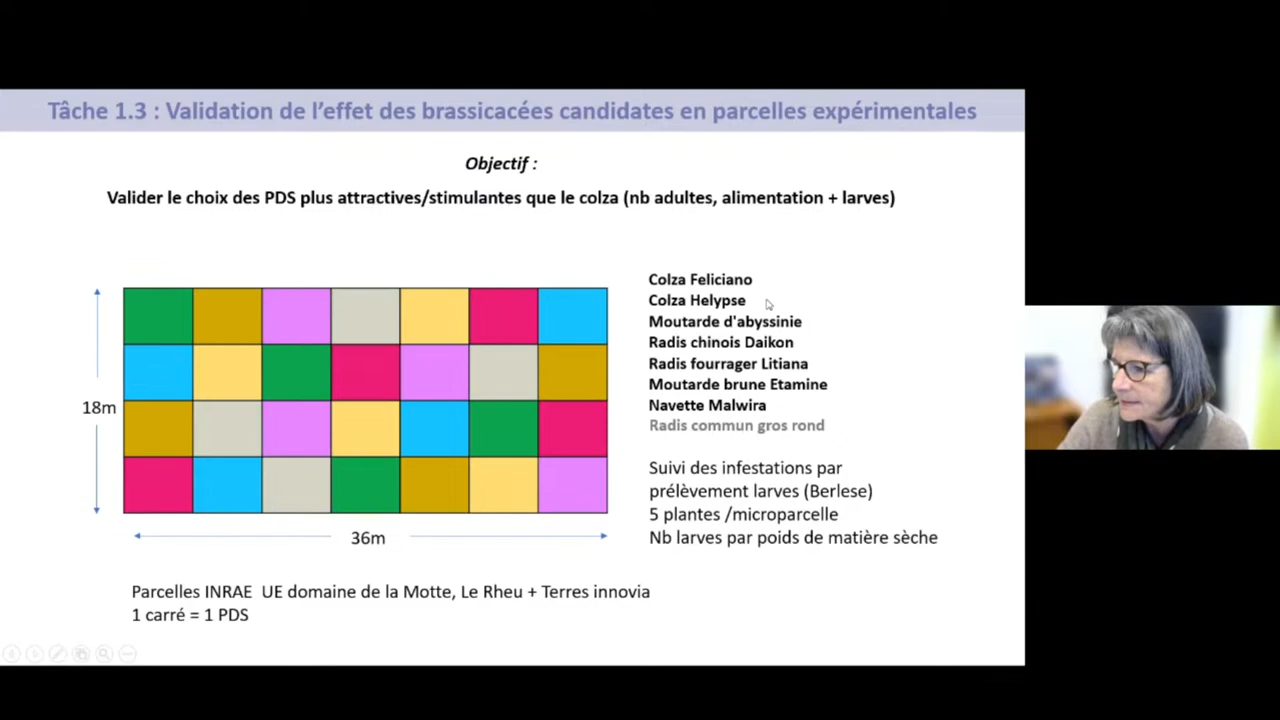 Tâche 1.3 : Validation de l’effet des brassicacées candidates en parcelles expérimentales
Objectif :
Valider le choix des PDS plus attractives/stimulantes que le colza (nb adultes, alimentation + larves)
18m
36m
Colza Feliciano
Colza Helypse
Moutarde d'abyssinie
Radis chinois Daikon
Radis fourrager Litiana
Moutarde brune Etamine
Navette Malwira
Radis commun gros rond
Suivi des infestations par
prélèvement larves (Berlese)
5 plantes /microparcelle
Nb larves par poids de matière sèche
Parcelles INRAE UE domaine de la Motte, Le Rheu + Terres innovia
1 carré = 1 PDS